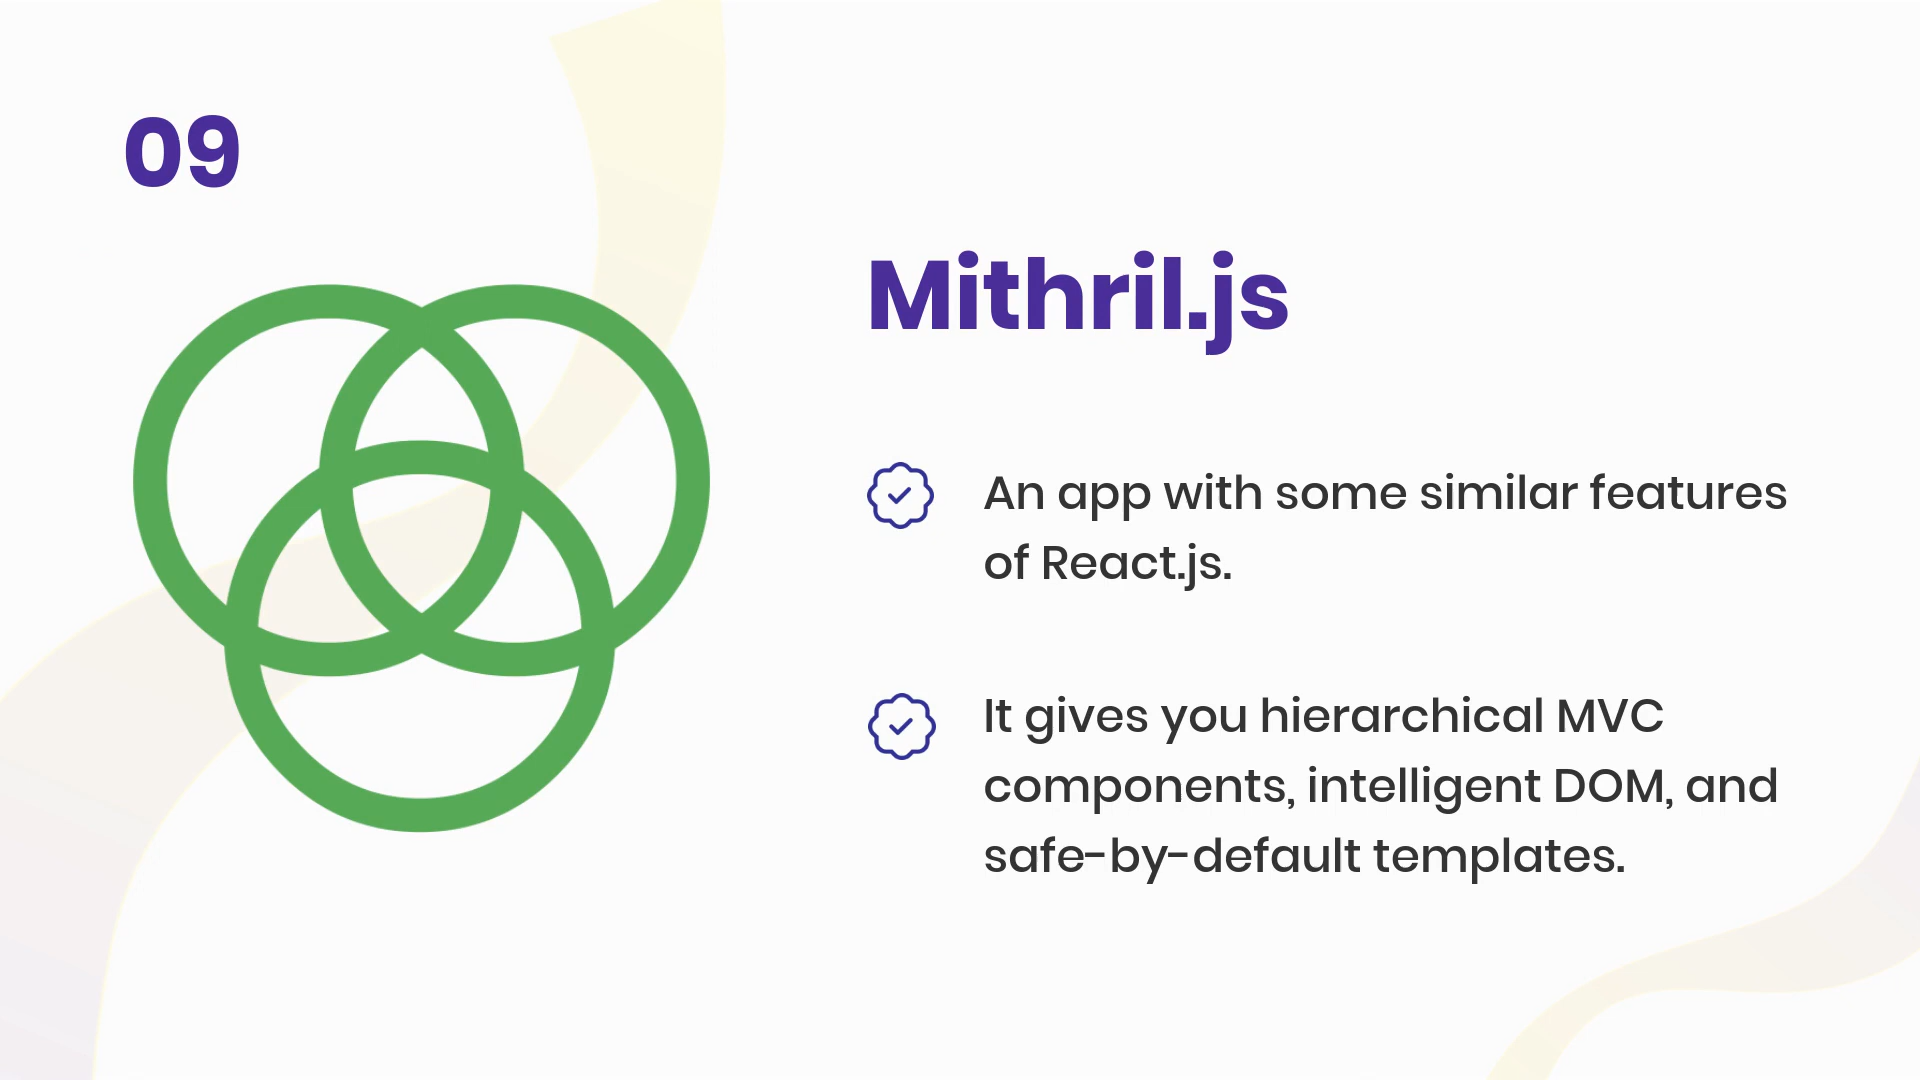 09
Mithril.js
An app with some similar features
of React.js.
It gives you hierarchical MVC
components, intelligent DOM, and
safe-by-default templates.